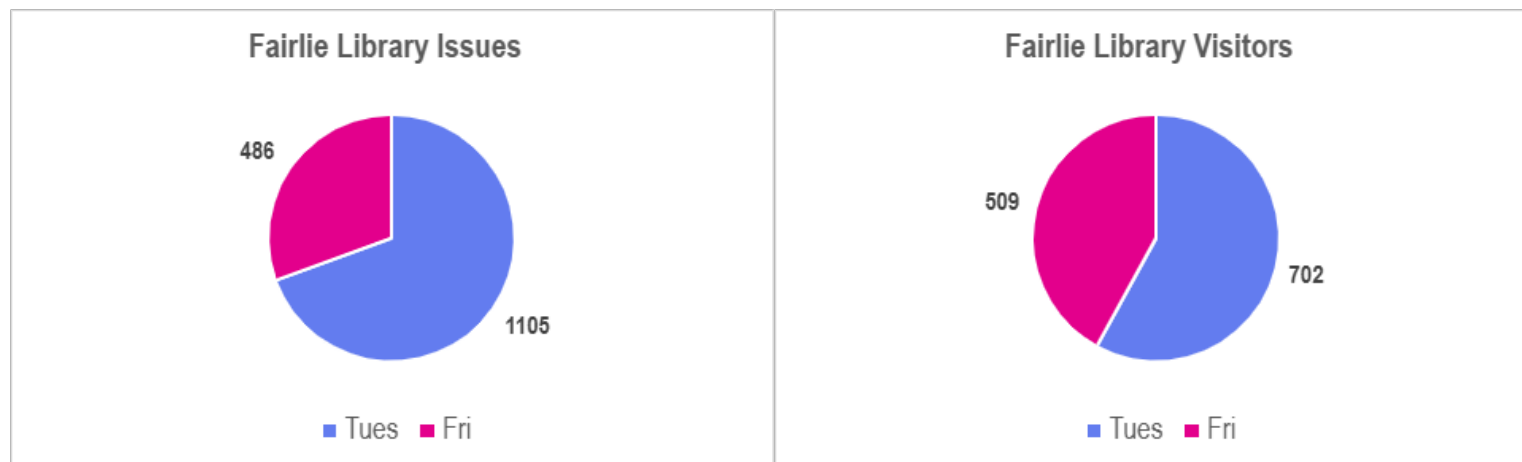 Fairlie Library Issues
486
1105
Tues Fri
Fairlie Library Visitors
509
702
Tues Fri